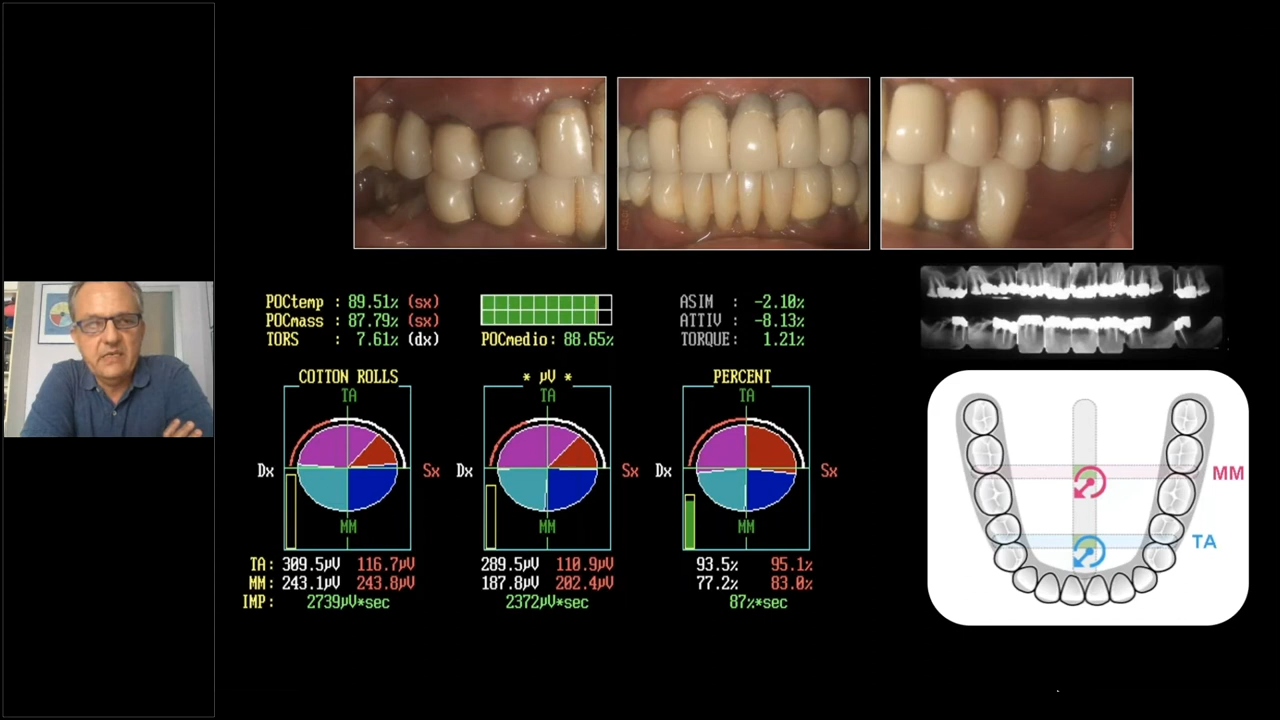 POCtemp : 89.51% (sx)
POCmass : 87.79% (sx)
TORS : 7.61% (dx)
POCmedio: 88.65%
ASIM : -2.10%
ATTIV : -8.13%
TORQUE: 1.21%
COTTON ROLLS
* µV *
PERCENT
TA
TA
TA
Dx
Sx
Dx
Sx
Dx
Sx
MM
MM
MM
TA: 309.5µV 116.7µV 289.5µV 110.9µV 93.5% 95.1%
MM: 243.1µV 243.8µV 187.8µV 202.4µV 77.2% 83.0%
IMP: 2739µV*sec 2372µV*sec 87%*sec
MM
TA